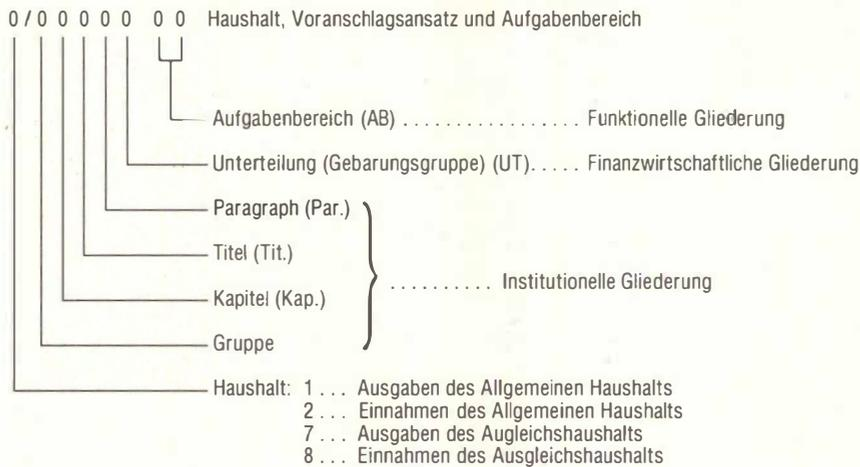 0/0 0 0 0 0 0 0 Haushalt, Voranschlagsansatz und Aufgabenbereich
Aufgabenbereich (AB) . . . . . . . . . . . . . . . . . Funktionelle Gliederung
Unterteilung (Gebarungsgruppe) (UT). . . . . Finanzwirtschaftliche Gliederung
Paragraph (Par.)
Titel (Tit.)
. . . . . . . . . . Institutionelle Gliederung
Kapitel (Kap.)
Gruppe
Haushalt: 1 . . . Ausgaben des Allgemeinen Haushalts
2 . . . Einnahmen des Allgemeinen Haushalts
7 . . . Ausgaben des Augleichshaushalts
8 . . . Einnahmen des Ausgleichshaushalts